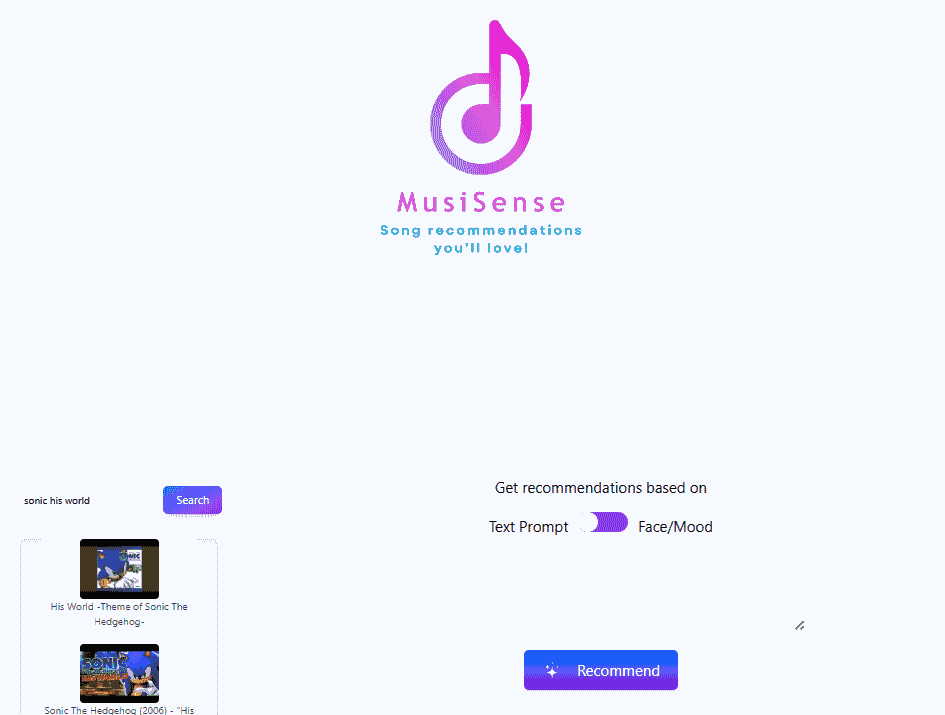 MusiSense
Song recommendations
you'll love!
sonic his world
Search
His World -Theme of Sonic The
Hedgehog-
SONIC
Sonic The Hedgehog (2006) - "His
Get recommendations based on
Text Prompt
Face/Mood
Recommend